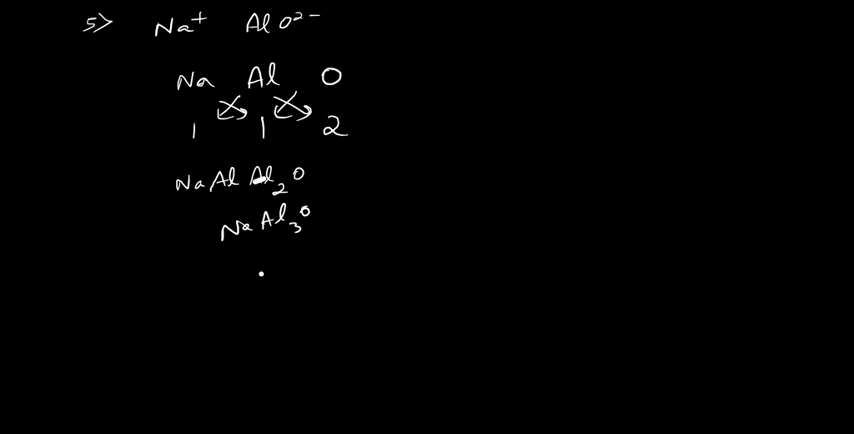 5> Na⁺ AlO²⁻
Na Al O
1 1 2
NaAlAl₂O
NaAl₃O